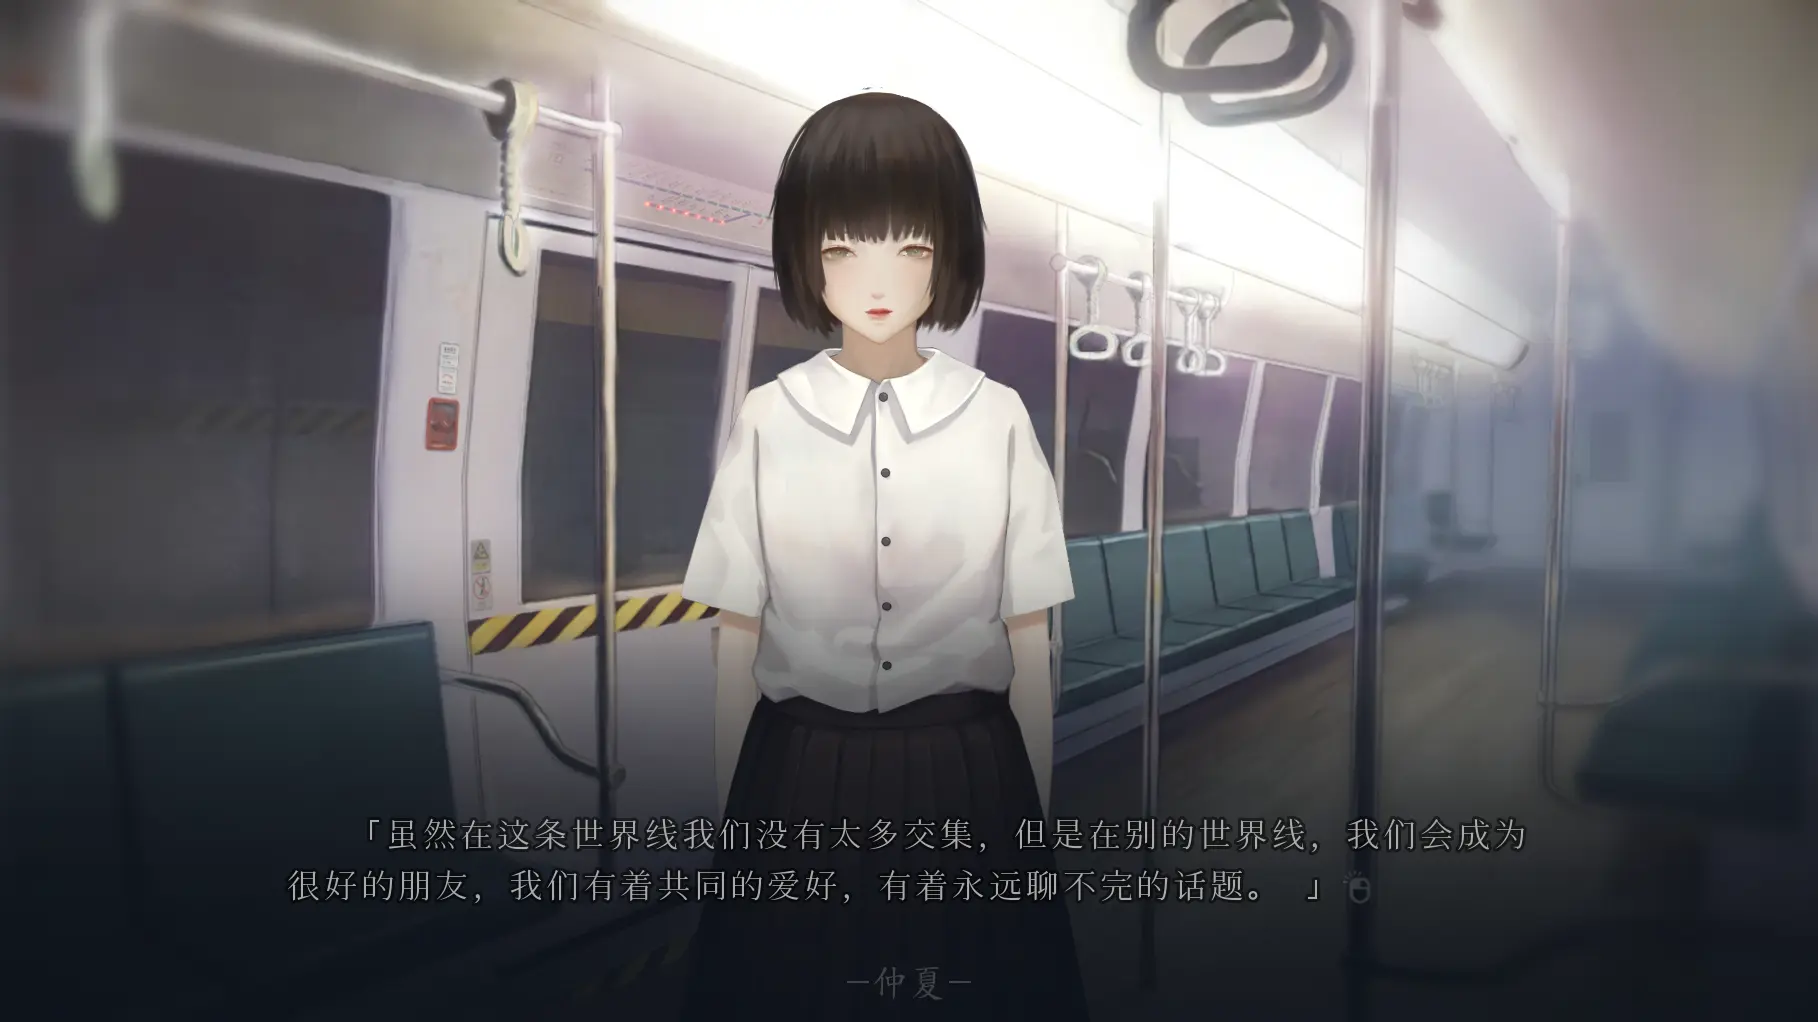 「虽然在这条世界线我们没有太多交集，但是在别的世界线，我们会成为
很好的朋友，我们有着共同的爱好，有着永远聊不完的话题。」
—仲夏—